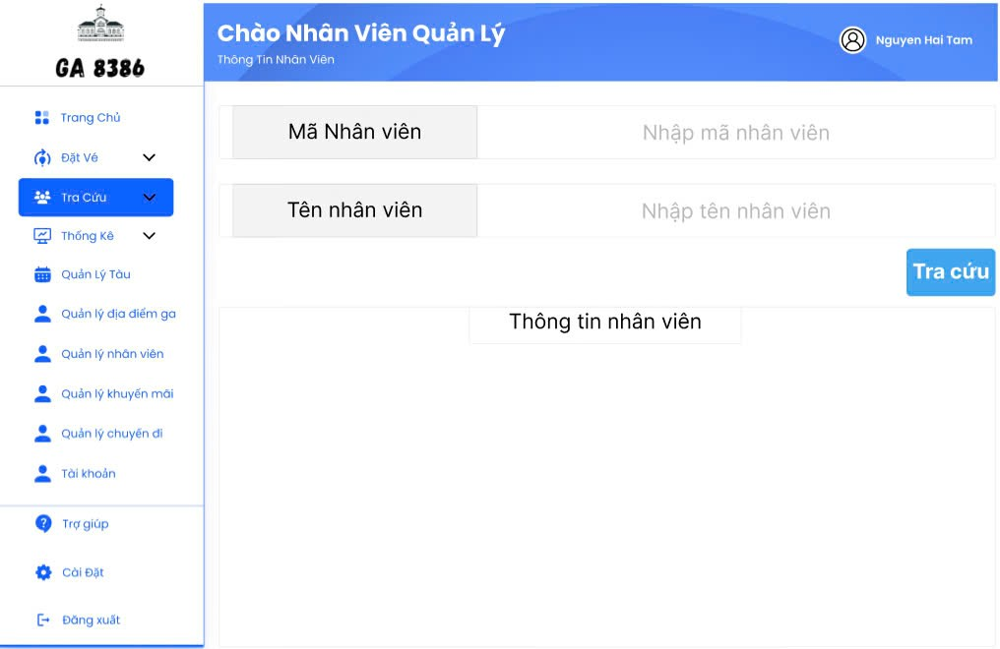 GA 8386
Trang Chủ
Đặt Vé
Tra Cứu
Thống Kê
Quản Lý Tàu
Quản lý địa điểm ga
Quản lý nhân viên
Quản lý khuyến mãi
Quản lý chuyến đi
Tài khoản
Trợ giúp
Cài Đặt
Đăng xuất
Chào Nhân Viên Quản Lý
Thông Tin Nhân Viên
Nguyen Hai Tam
Mã Nhân viên
Nhập mã nhân viên
Tên nhân viên
Nhập tên nhân viên
Tra cứu
Thông tin nhân viên